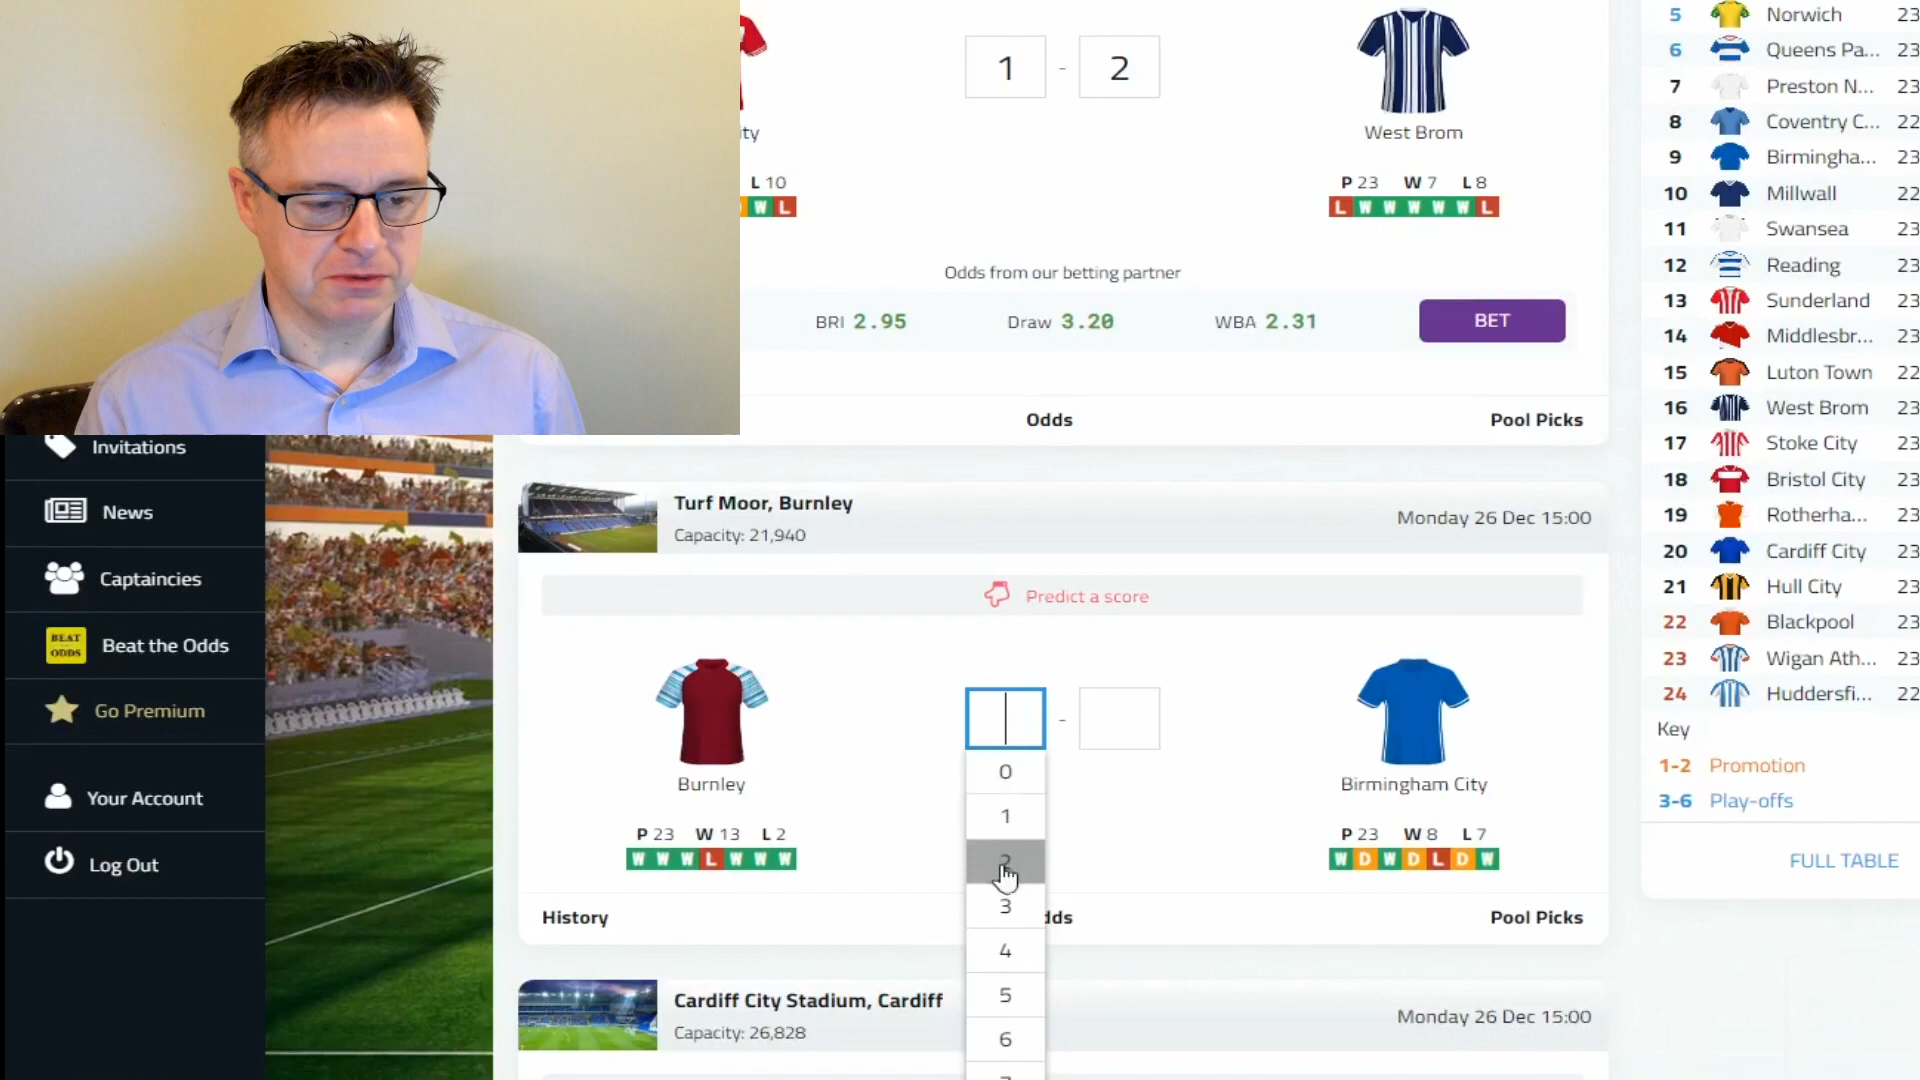 1 - 2
ity
West Brom
L 10
W L
P 23 W 7 L 8
L W W W W W L
Odds from our betting partner
BRI 2.95 Draw 3.20 WBA 2.31 BET
Odds Pool Picks
Invitations
News
Captaincies
BEAT ODDS Beat the Odds
Go Premium
Your Account
Log Out
Turf Moor, Burnley
Capacity: 21,940
Monday 26 Dec 15:00
Predict a score
-
Burnley
Birmingham City
P 23 W 13 L 2
W W W L W W W
P 23 W 8 L 7
W D W D L D W
0
1
2
3
4
5
6
History dds Pool Picks
Cardiff City Stadium, Cardiff
Capacity: 26,828
Monday 26 Dec 15:00
5 Norwich 23
6 Queens Pa... 23
7 Preston N... 23
8 Coventry C... 22
9 Birmingha... 23
10 Millwall 22
11 Swansea 23
12 Reading 23
13 Sunderland 23
14 Middlesbr... 23
15 Luton Town 22
16 West Brom 23
17 Stoke City 23
18 Bristol City 23
19 Rotherha... 23
20 Cardiff City 23
21 Hull City 23
22 Blackpool 23
23 Wigan Ath... 23
24 Huddersfi... 22
Key
1-2 Promotion
3-6 Play-offs
FULL TABLE